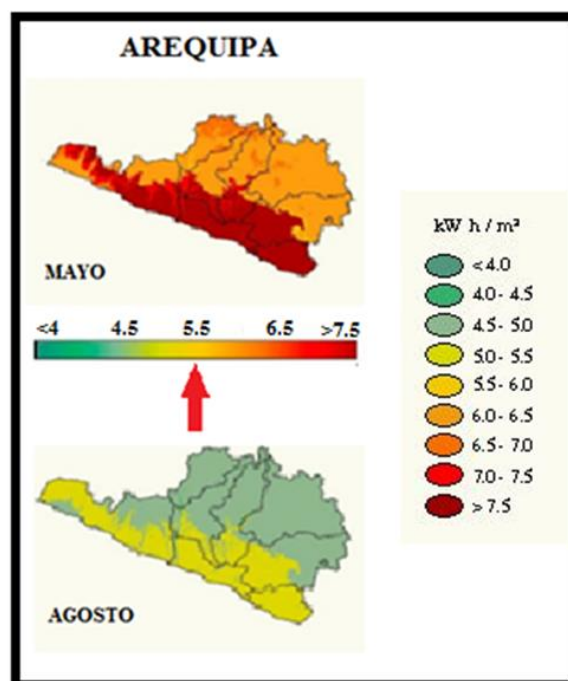 AREQUIPA
MAYO
<4 4.5 5.5 6.5 >7.5
AGOSTO
kW h / m²
< 4.0
4.0 - 4.5
4.5 - 5.0
5.0 - 5.5
5.5 - 6.0
6.0 - 6.5
6.5 - 7.0
7.0 - 7.5
> 7.5